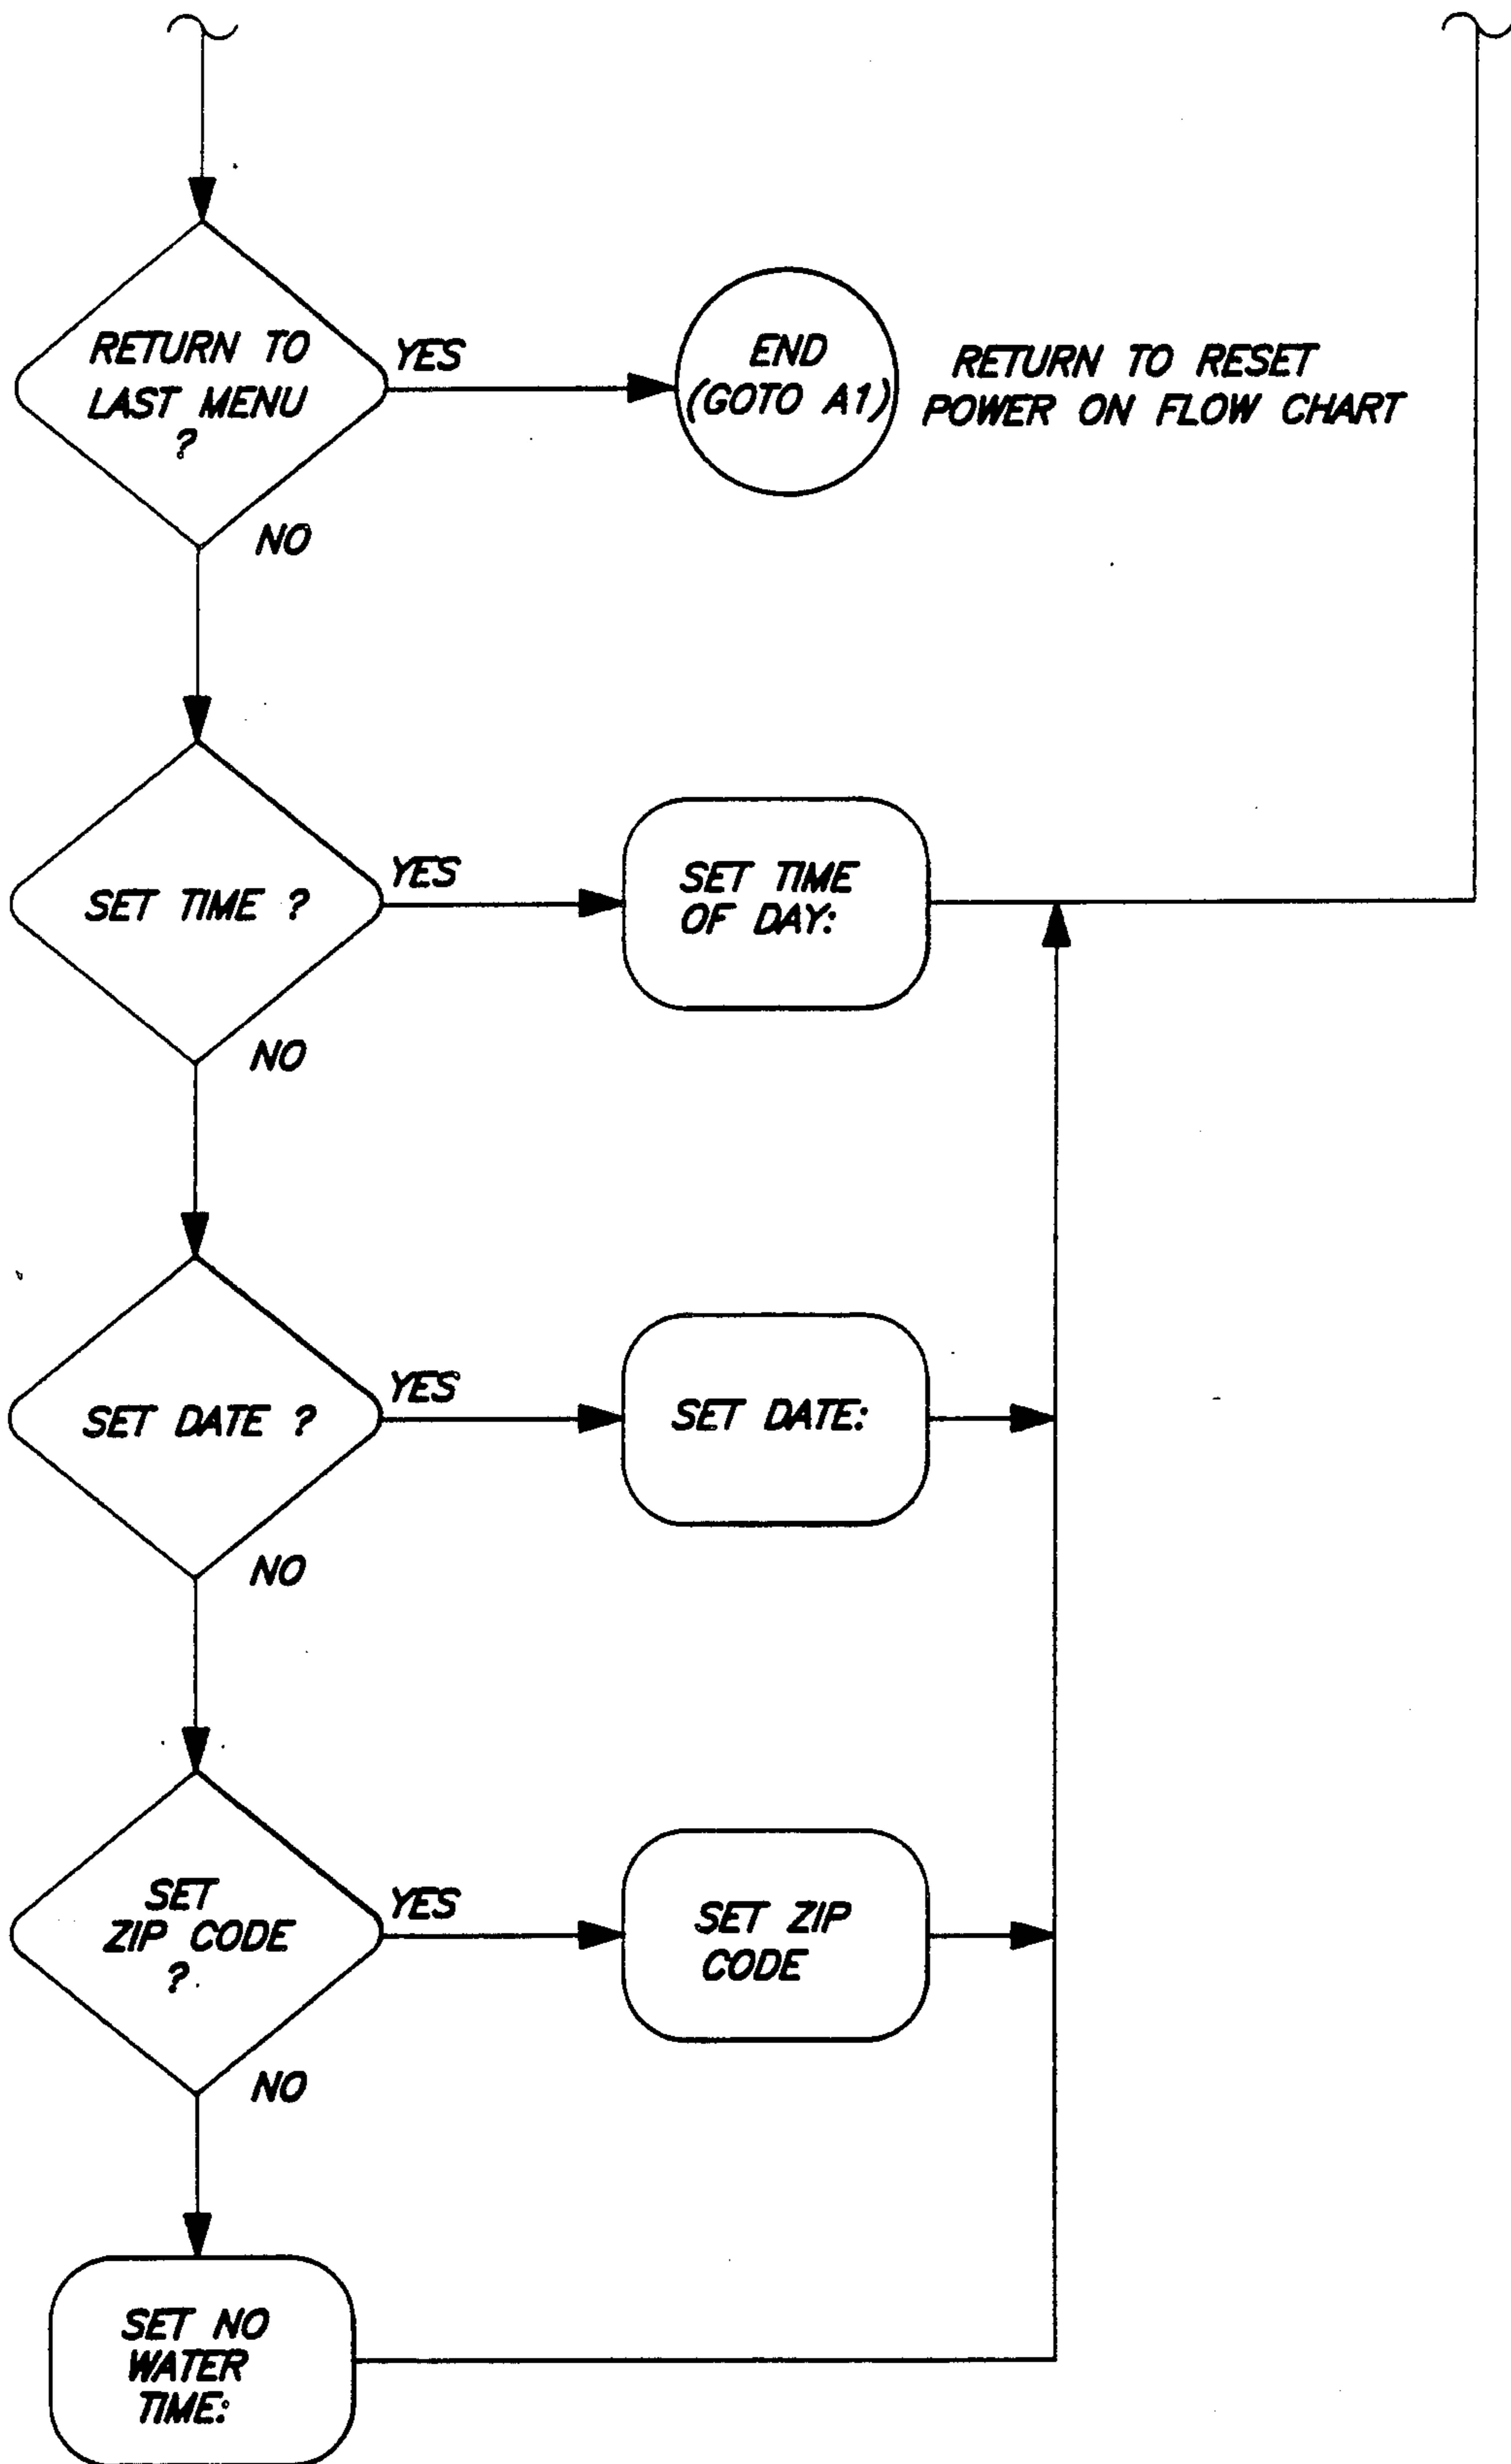 RETURN TO
LAST MENU
?
YES
END
(GOTO A1)
RETURN TO RESET
POWER ON FLOW CHART
NO
SET TIME ?
YES
SET TIME
OF DAY:
NO
SET DATE ?
YES
SET DATE:
NO
SET
ZIP CODE
?
YES
SET ZIP
CODE
NO
SET NO
WATER
TIME: